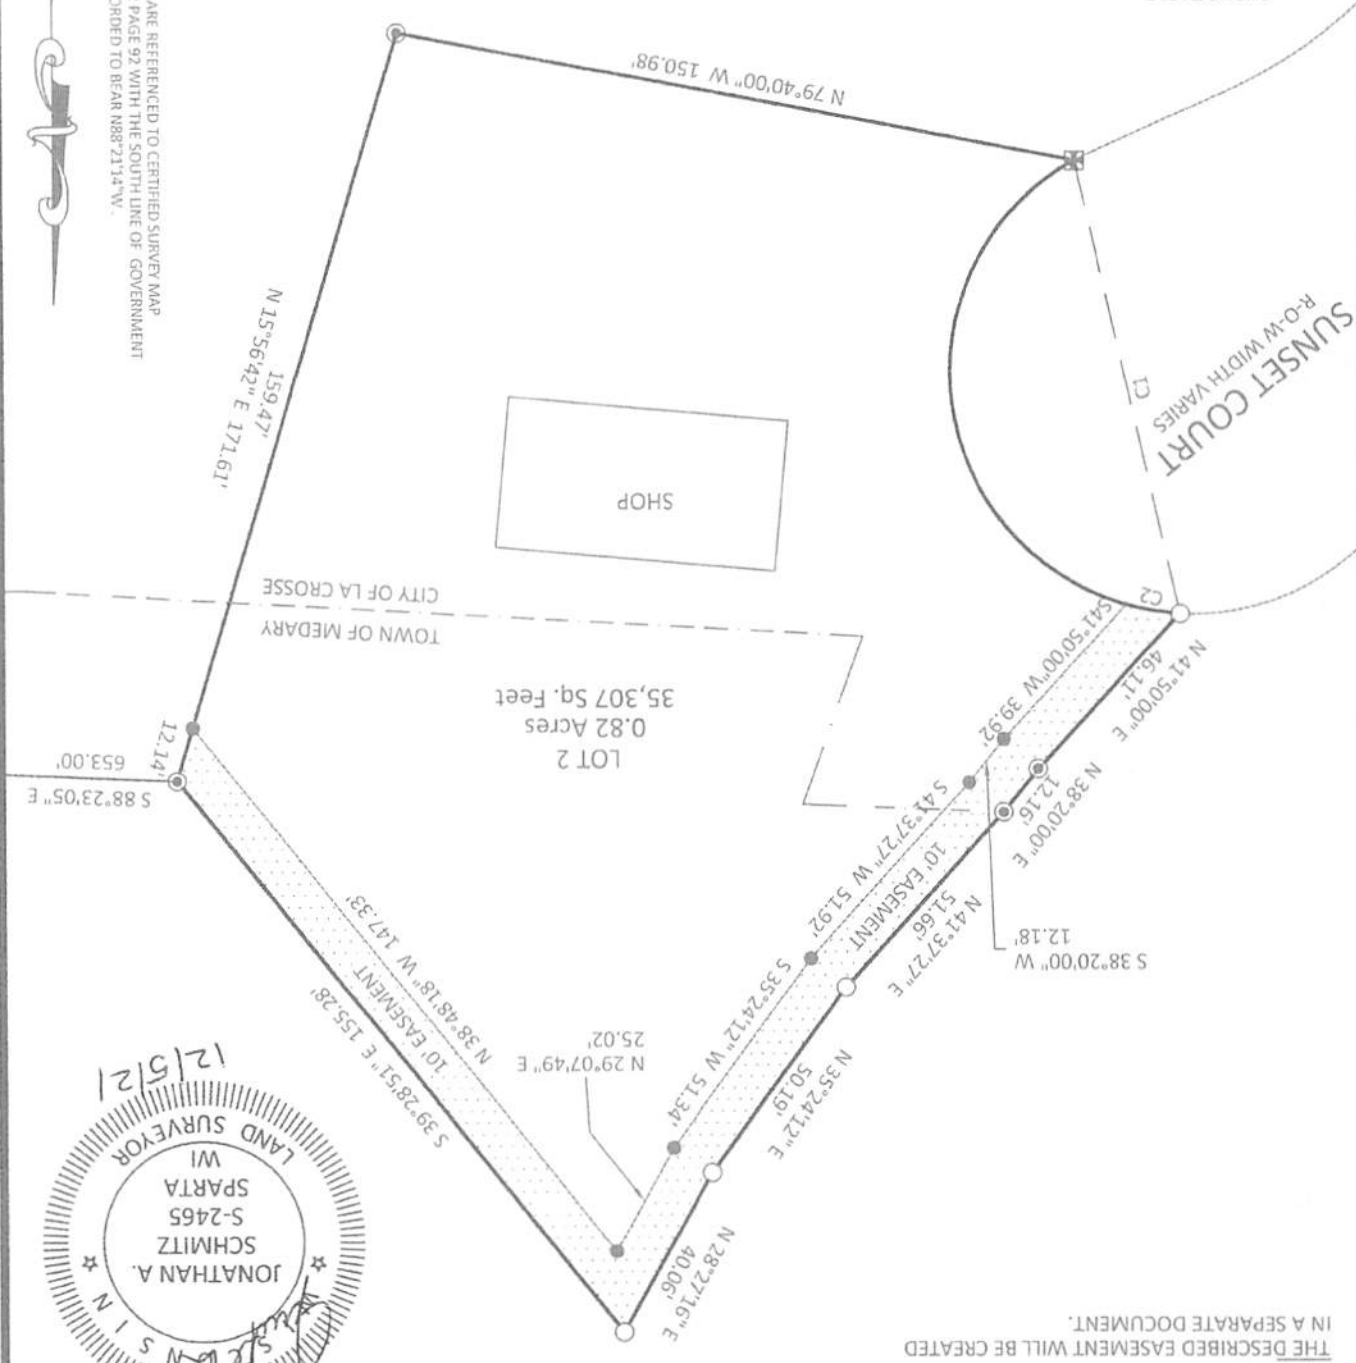 THE DESCRIBED EASEMENT WILL BE CREATED
IN A SEPARATE DOCUMENT.
N 28°27'16" E
40.06'
JONATHAN A.
SCHMITZ
S-2465
SPARTA
WI
LAND SURVEYOR
12/5/21
S 39°28'51" E 155.28'
10' EASEMENT
N 38°48'18" W 147.33'
N 29°07'49" E
25.02'
N 35°24'12" E
50.19'
S 35°24'12" W 51.34'
S 38°20'00" W
12.18'
N 41°37'27" E
51.66'
10' EASEMENT
S 41°37'27" W 51.92'
N 38°20'00" E
12.16'
S 88°23'05" E
653.00'
12.14'
LOT 2
0.82 Acres
35,307 Sq. Feet
S41°50'00"W 39.92'
N 41°50'00" E
46.11'
C2
TOWN OF MEDARY
CITY OF LA CROSSE
SHOP
C1
SUNSET COURT
R-O-W WIDTH VARIES
159.47'
N 15°56'42" E 171.61'
N 79°40'00" W 150.98'
ARE REFERENCED TO CERTIFIED SURVEY MAP
PAGE 92 WITH THE SOUTH LINE OF GOVERNMENT
TO BEAR N88°21'14"W.